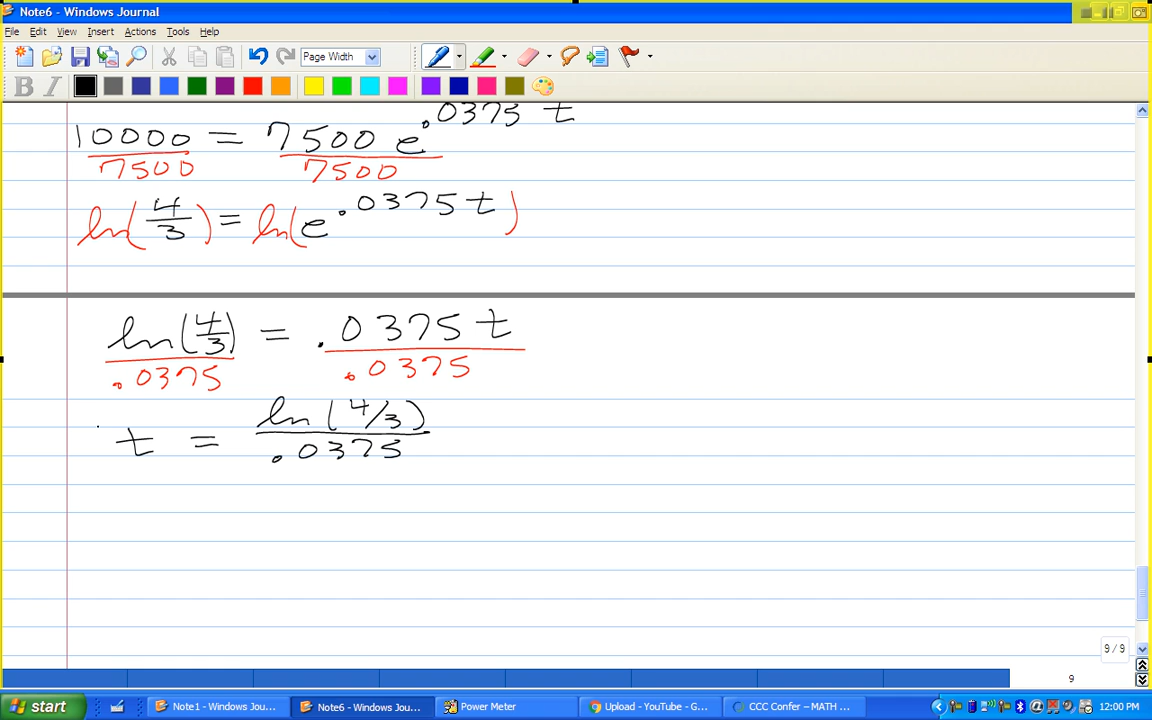 Note6 - Windows Journal
File Edit View Insert Actions Tools Help
Page Width
B I
10000 = 7500 e^.0375 t
7500 7500
ln(4/3) = ln(e^.0375 t)
ln(4/3) = .0375 t
.0375 .0375
t = ln(4/3)
.0375
9 / 9
9
start Note1 - Windows Jou... Note6 - Windows Jou... Power Meter Upload - YouTube - G... CCC Confer – MATH ... 12:00 PM